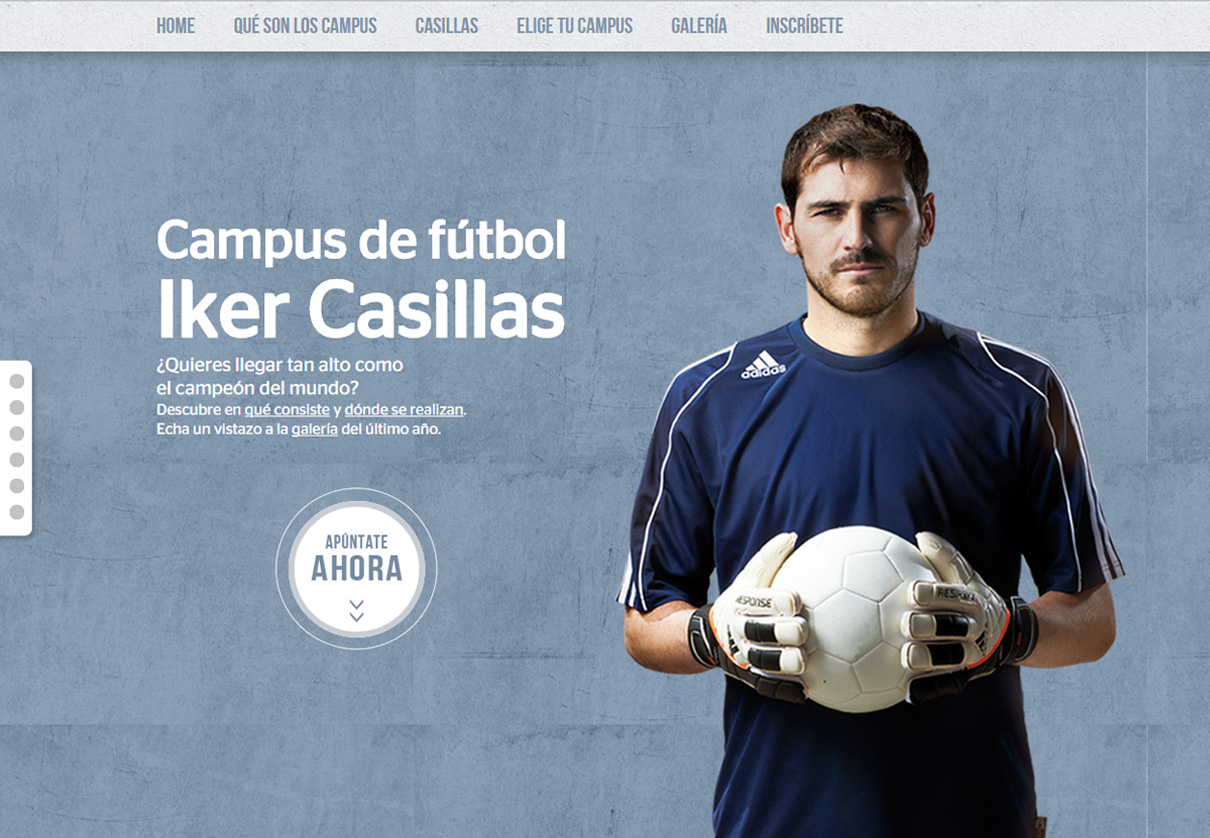 HOME QUÉ SON LOS CAMPUS CASILLAS ELIGE TU CAMPUS GALERÍA INSCRÍBETE
Campus de fútbol
Iker Casillas
¿Quieres llegar tan alto como
el campeón del mundo?
Descubre en qué consiste y dónde se realizan.
Echa un vistazo a la galería del último año.
APÚNTATE
AHORA
adidas
RESPONSE
RESPONSE